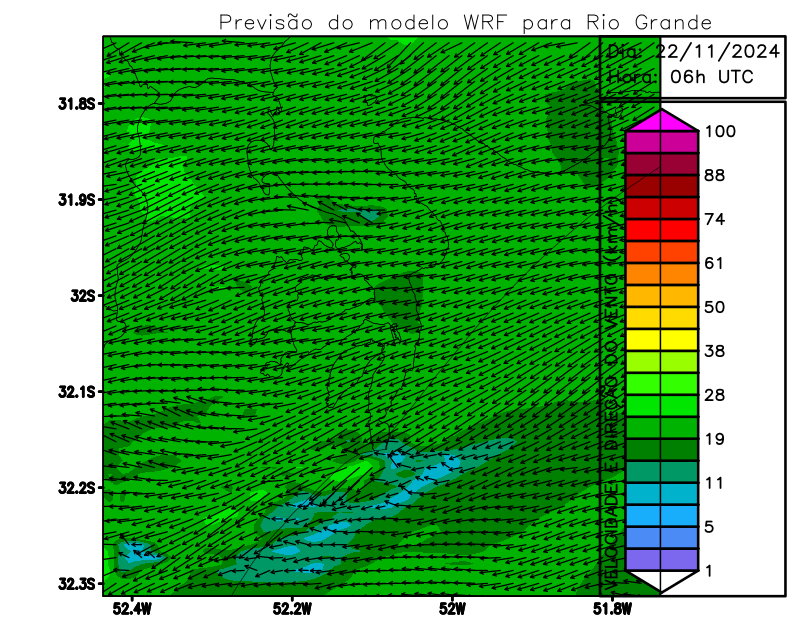 Previsão do modelo WRF para Rio Grande
Dia: 22/11/2024
Hora: 06h UTC
31.8S
31.9S
32S
32.1S
32.2S
32.3S
52.4W
52.2W
52W
51.8W
VELOCIDADE E DIREÇÃO DO VENTO (km/h)
100
88
74
61
50
38
28
19
11
5
1